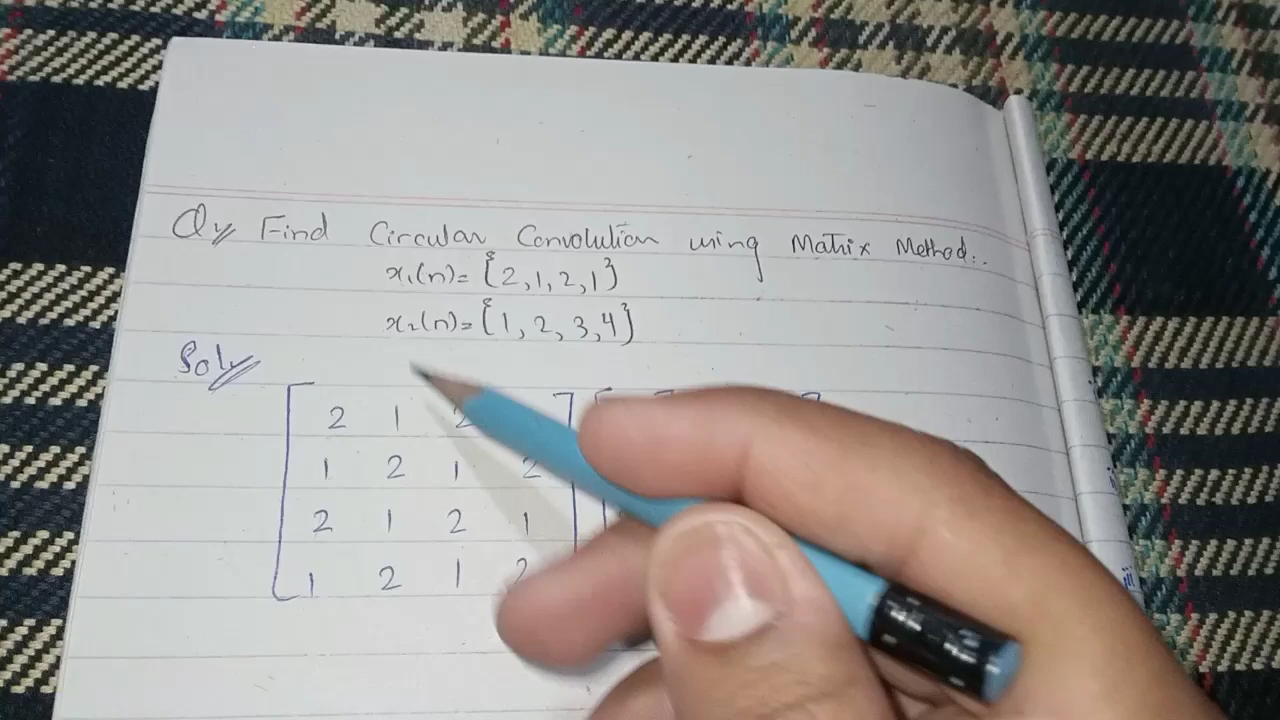 Q Find Circular Convolution using Matrix Method.
x₁(n)= {2,1,2,1}
x₂(n)= {1, 2, 3, 4}
Sol
2 1 2
1 2 1 2
2 1 2 1
1 2 1 2